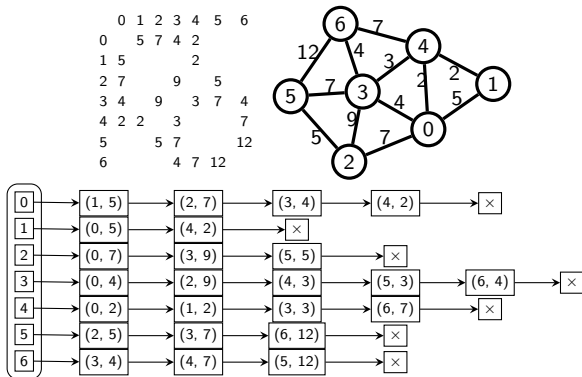 0 1 2 3 4 5 6
0 5 7 4 2
1 5 2
2 7 9 5
3 4 9 3 7 4
4 2 2 3 7
5 5 7 12
6 4 7 12
6
7
4
12
4
3
2
2
1
5
7
3
4
5
9
0
5
7
2
0 (1, 5) (2, 7) (3, 4) (4, 2) ×
1 (0, 5) (4, 2) ×
2 (0, 7) (3, 9) (5, 5) ×
3 (0, 4) (2, 9) (4, 3) (5, 3) (6, 4) ×
4 (0, 2) (1, 2) (3, 3) (6, 7) ×
5 (2, 5) (3, 7) (6, 12) ×
6 (3, 4) (4, 7) (5, 12) ×